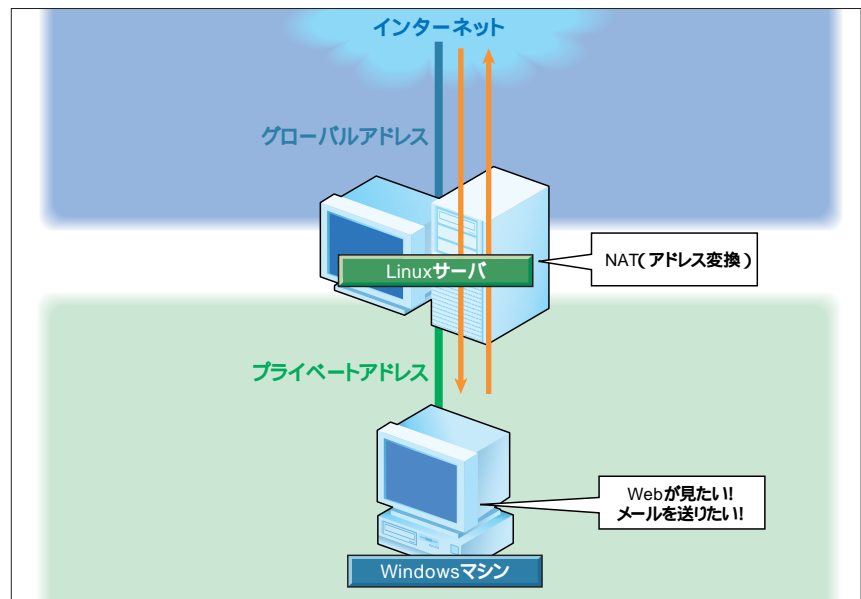 インターネット
グローバルアドレス
Linuxサーバ
NAT(アドレス変換)
プライベートアドレス
Webが見たい!
メールを送りたい!
Windowsマシン